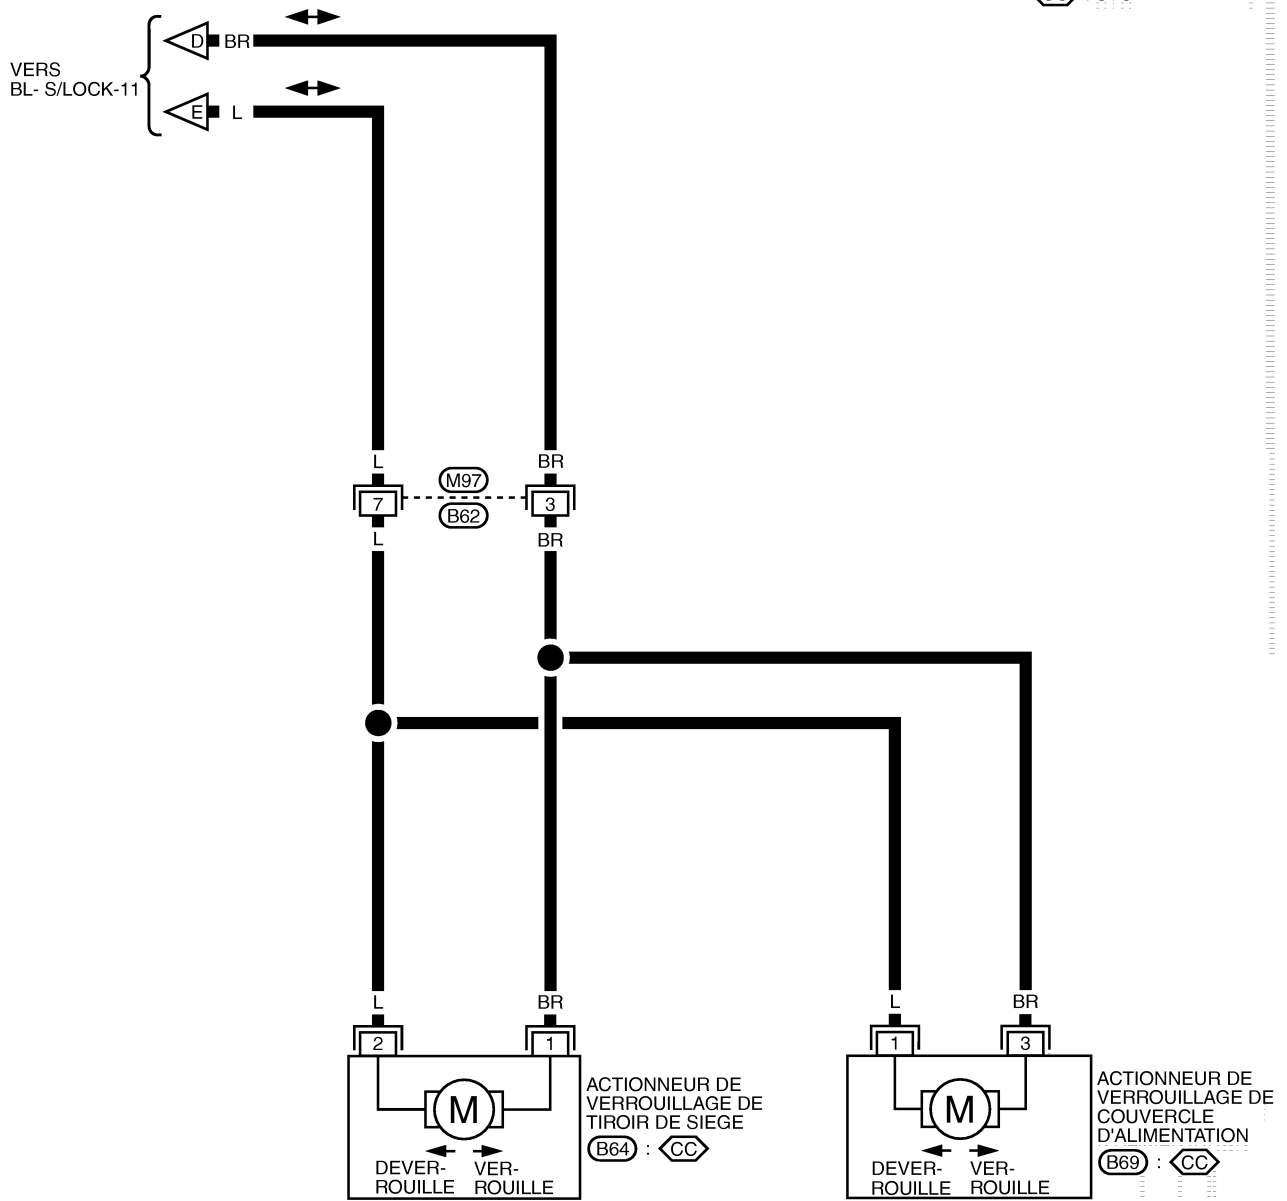 D BR
VERS
BL- S/LOCK-11
E L
L BR
M97
7 3
B62
L BR
L BR L BR
2 1 1 3
M
DEVER-
ROUILLE
VER-
ROUILLE
ACTIONNEUR DE
VERROUILLAGE DE
TIROIR DE SIEGE
B64 : CC
M
DEVER-
ROUILLE
VER-
ROUILLE
ACTIONNEUR DE
VERROUILLAGE DE
COUVERCLE
D'ALIMENTATION
B69 : CC